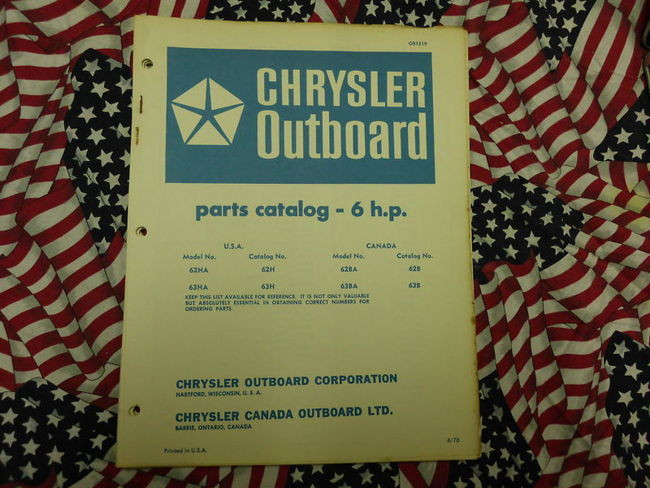 OB1319
CHRYSLER
Outboard
parts catalog - 6 h.p.
U.S.A. CANADA
Model No. Catalog No. Model No. Catalog No.
62HA 62H 62BA 62B
63HA 63H 63BA 63B
KEEP THIS LIST AVAILABLE FOR REFERENCE. IT IS NOT ONLY VALUABLE
BUT ABSOLUTELY ESSENTIAL IN OBTAINING CORRECT NUMBERS FOR
ORDERING PARTS.
CHRYSLER OUTBOARD CORPORATION
HARTFORD, WISCONSIN, U. S. A.
CHRYSLER CANADA OUTBOARD LTD.
BARRIE, ONTARIO, CANADA
Printed in U.S.A. 6/70